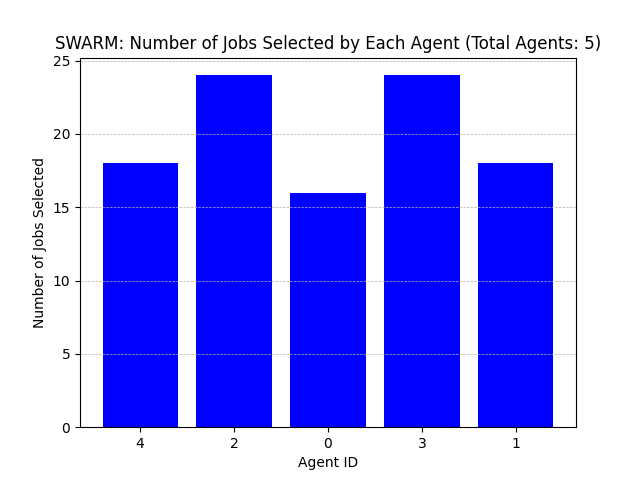 SWARM: Number of Jobs Selected by Each Agent (Total Agents: 5)
25
20
15
10
5
0
Number of Jobs Selected
4 2 0 3 1
Agent ID